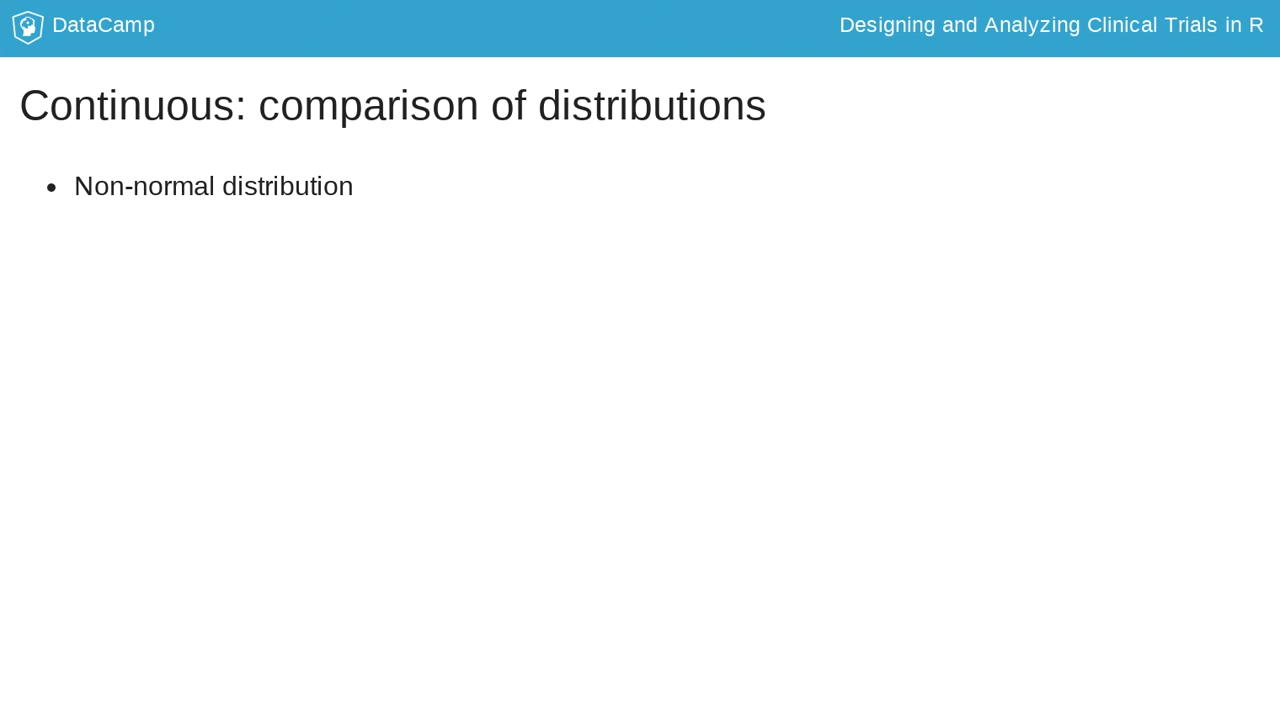 DataCamp
Designing and Analyzing Clinical Trials in R
Continuous: comparison of distributions
• Non-normal distribution